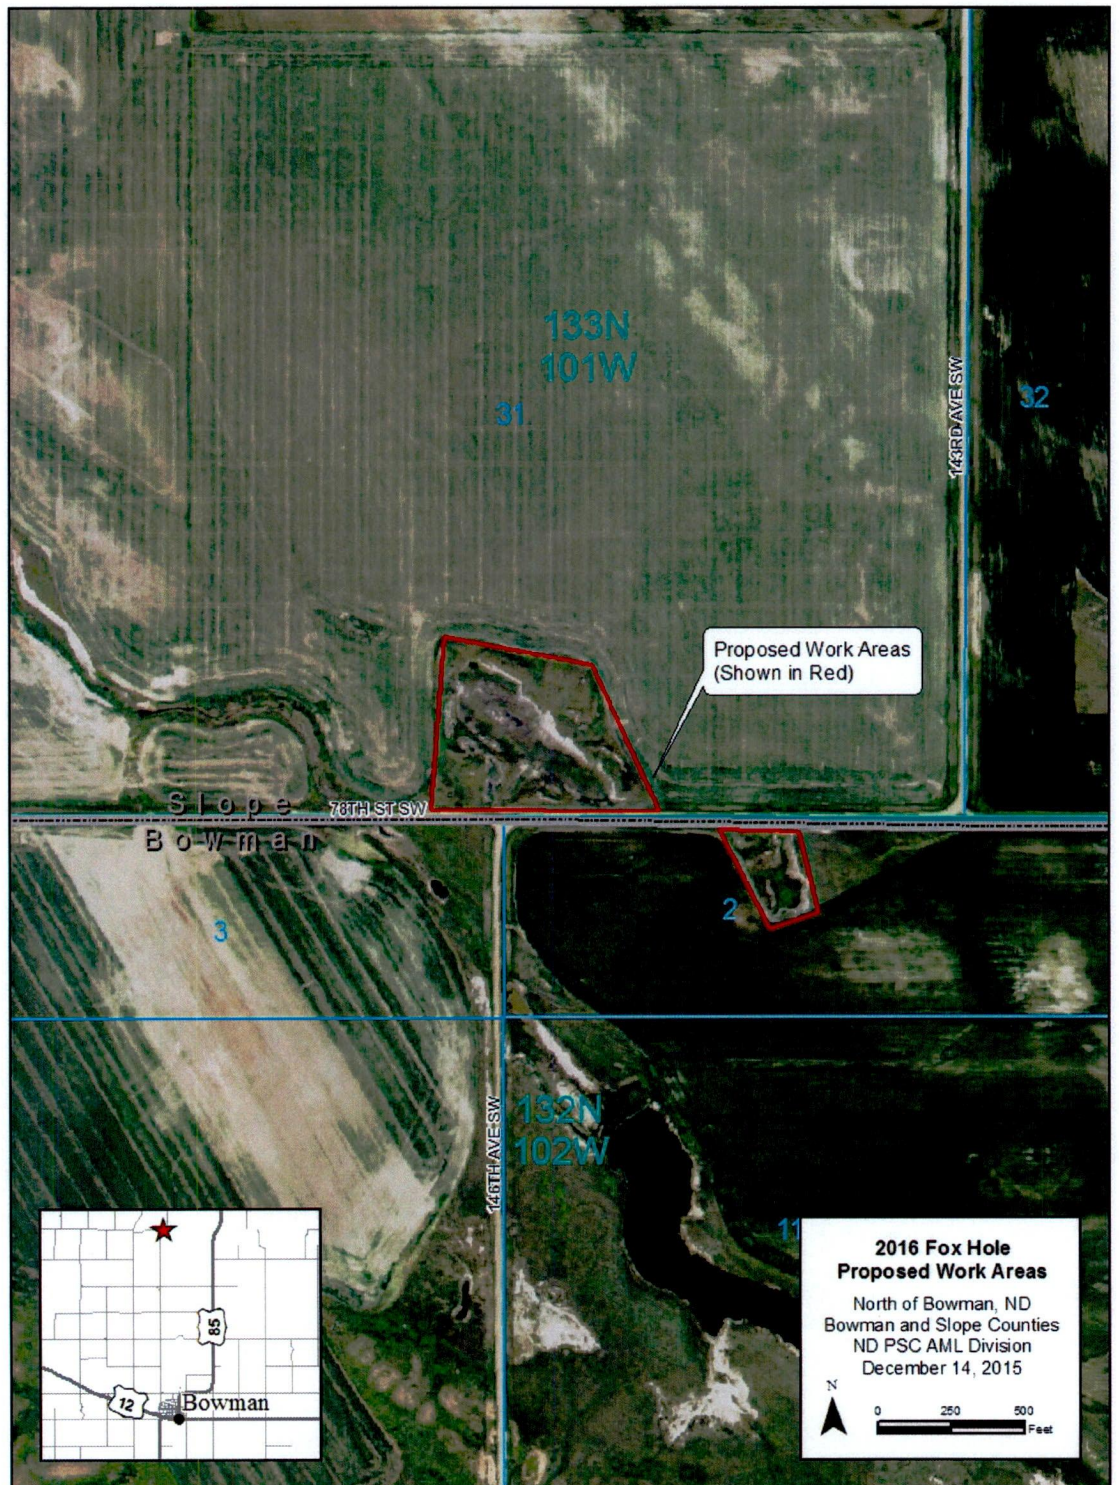 133N
101W
31
32
143RD AVE SW
Proposed Work Areas
(Shown in Red)
Slope
78TH ST SW
Bowman
2
3
132N
102W
146TH AVE SW
11
85
12
Bowman
2016 Fox Hole
Proposed Work Areas
North of Bowman, ND
Bowman and Slope Counties
ND PSC AML Division
December 14, 2015
N
0 250 500
Feet